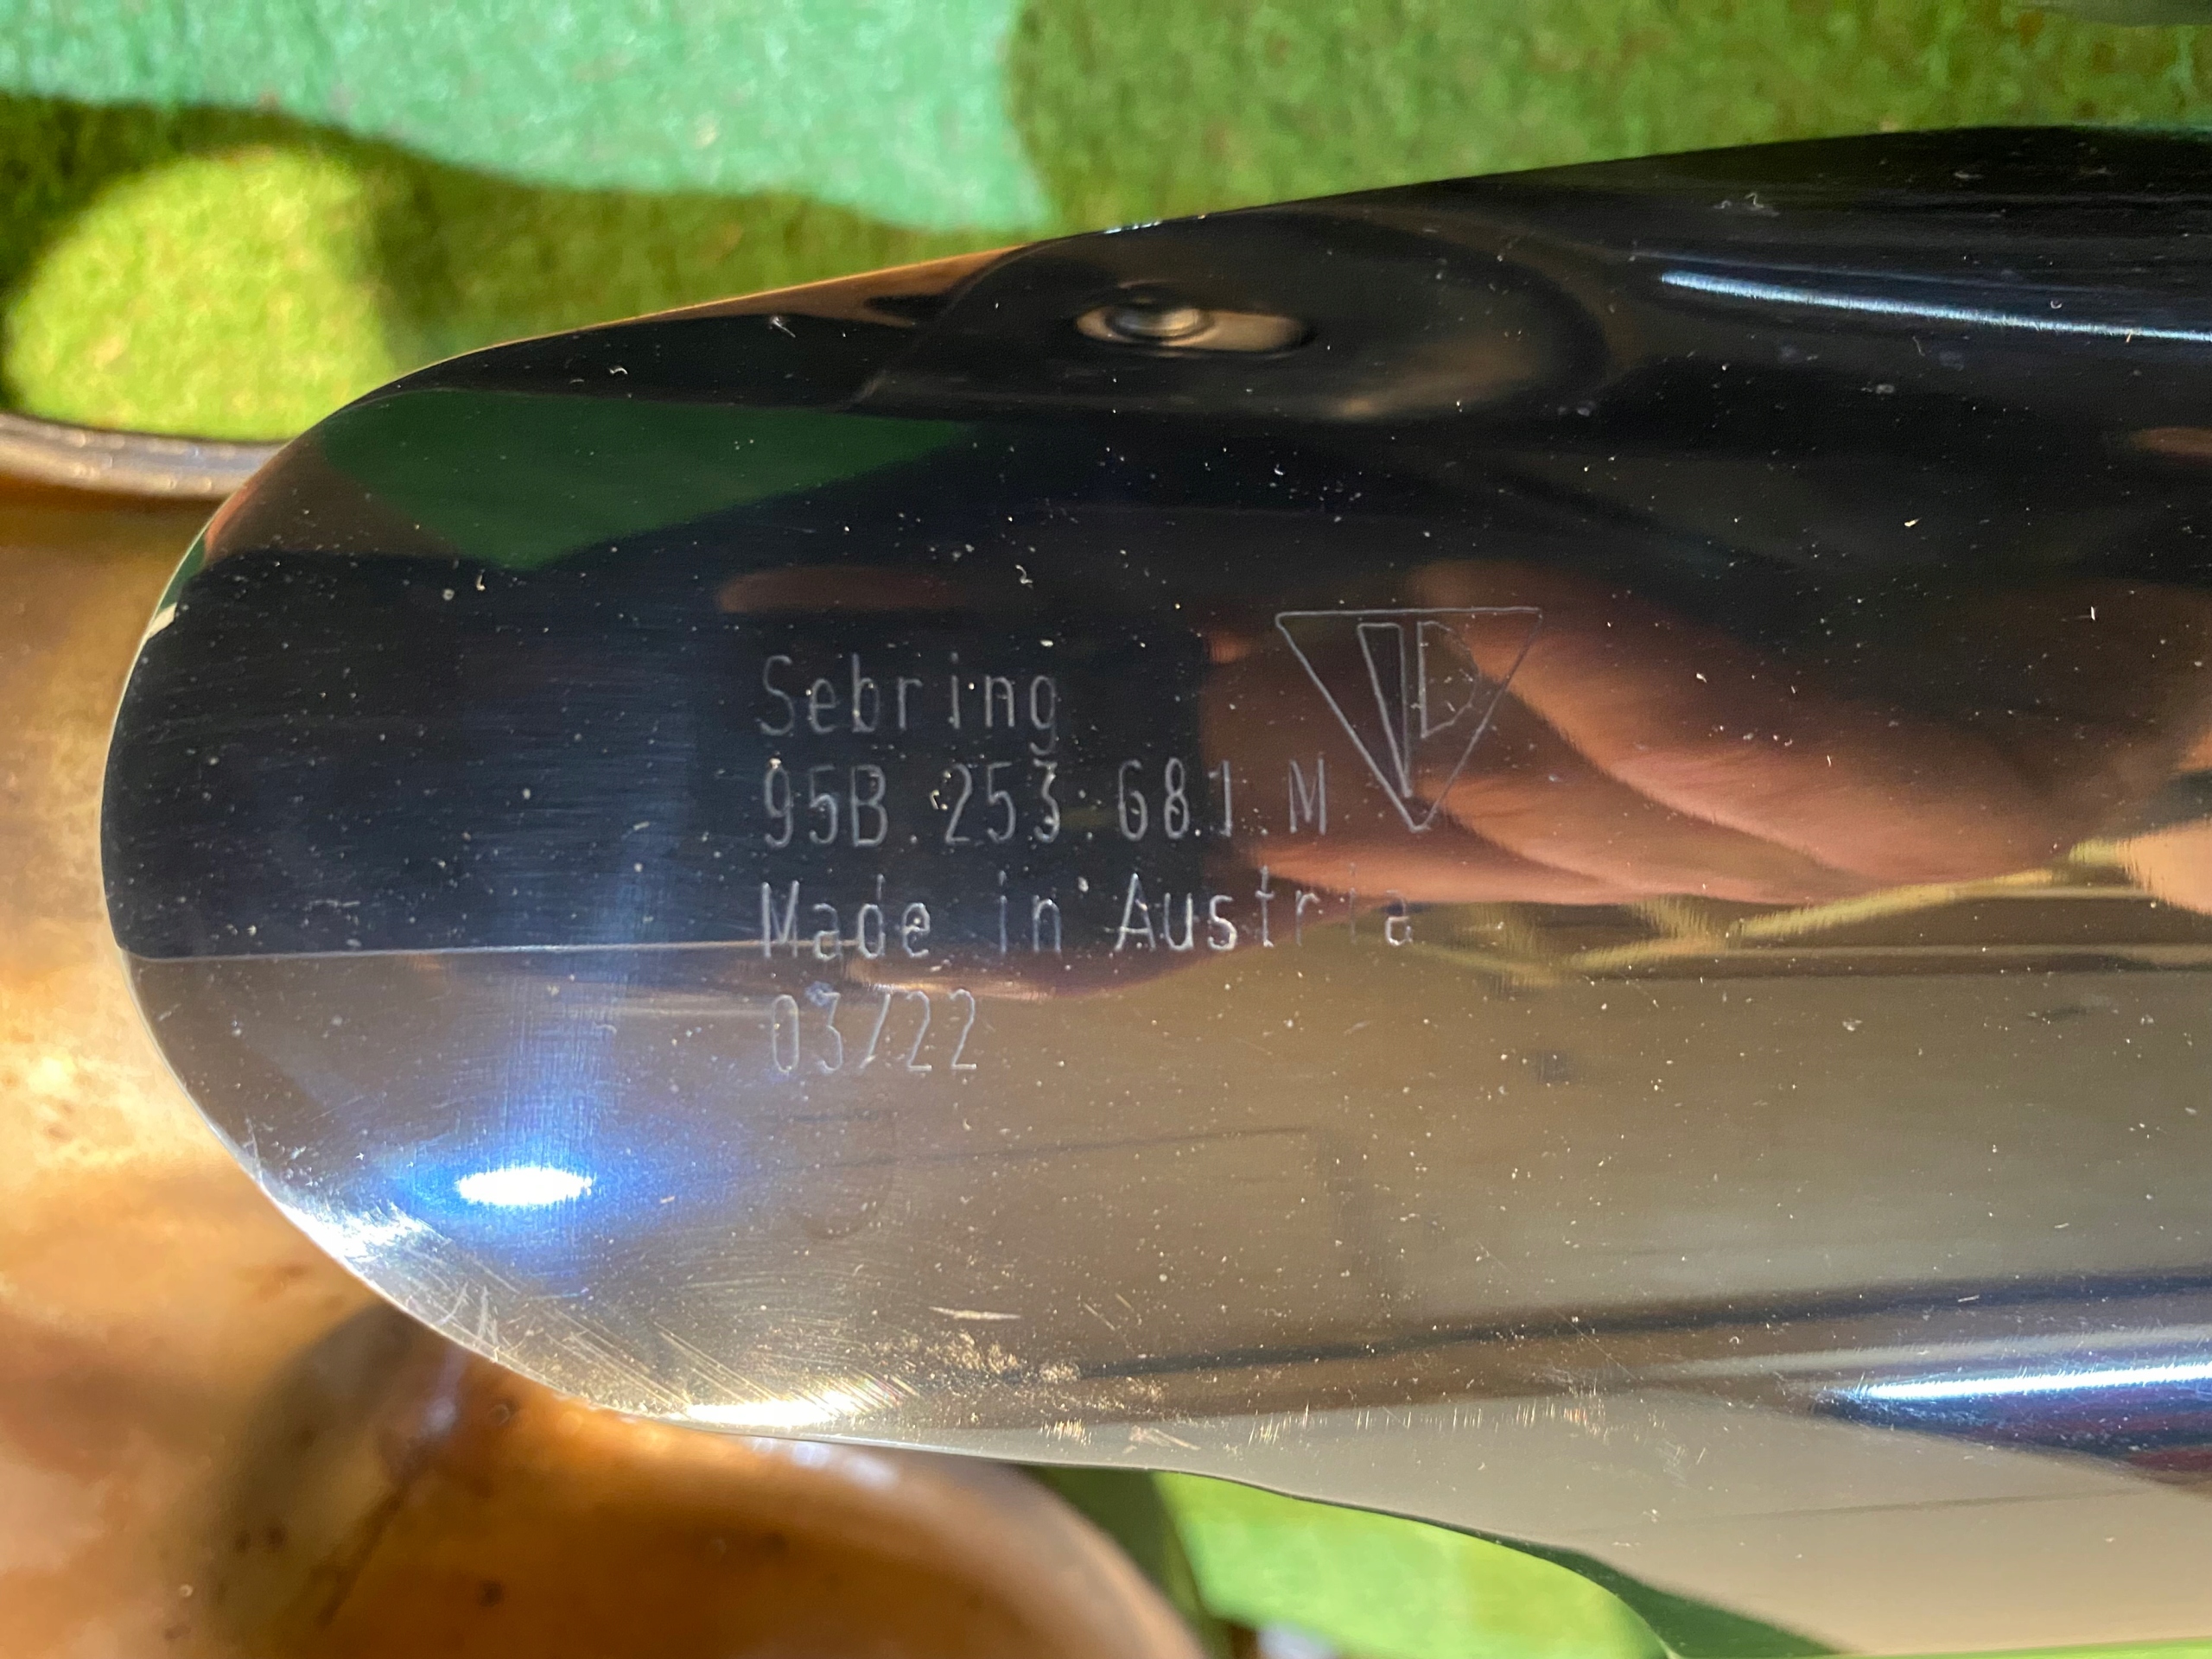 Sebring
95B.253.681.M
Made in Austria
03/22